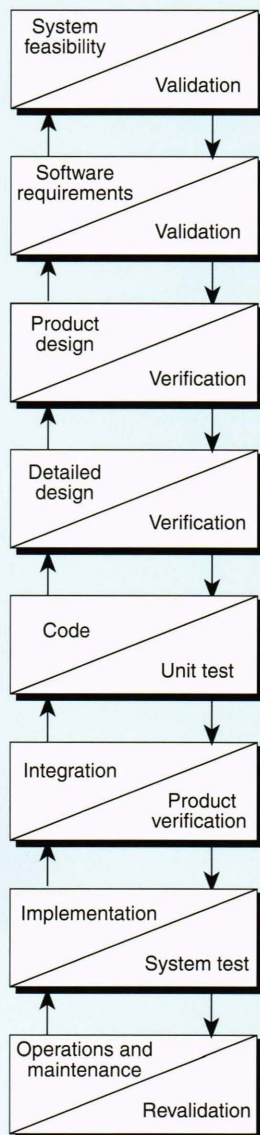 System
feasibility
Validation
Software
requirements
Validation
Product
design
Verification
Detailed
design
Verification
Code
Unit test
Integration
Product
verification
Implementation
System test
Operations and
maintenance
Revalidation